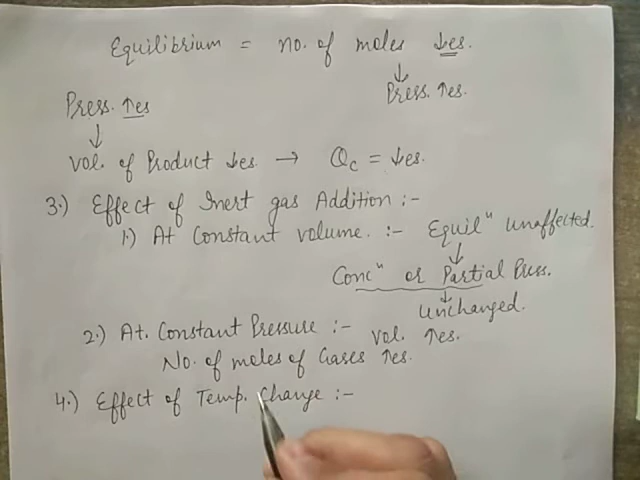 Equilibrium = no. of moles ↓es.
↓
Press. ↑es.
Press. ↑es
↓
vol. of Product ↓es → Qc = ↓es.
3.) Effect of Inert gas Addition :-
1.) At Constant volume. :- Equilⁿ unaffected.
↓
Concⁿ or Partial Press.
↓
unchanged.
2.) At. Constant Pressure :- vol. ↑es.
No. of moles of Gases ↑es.
4.) Effect of Temp. Change :-